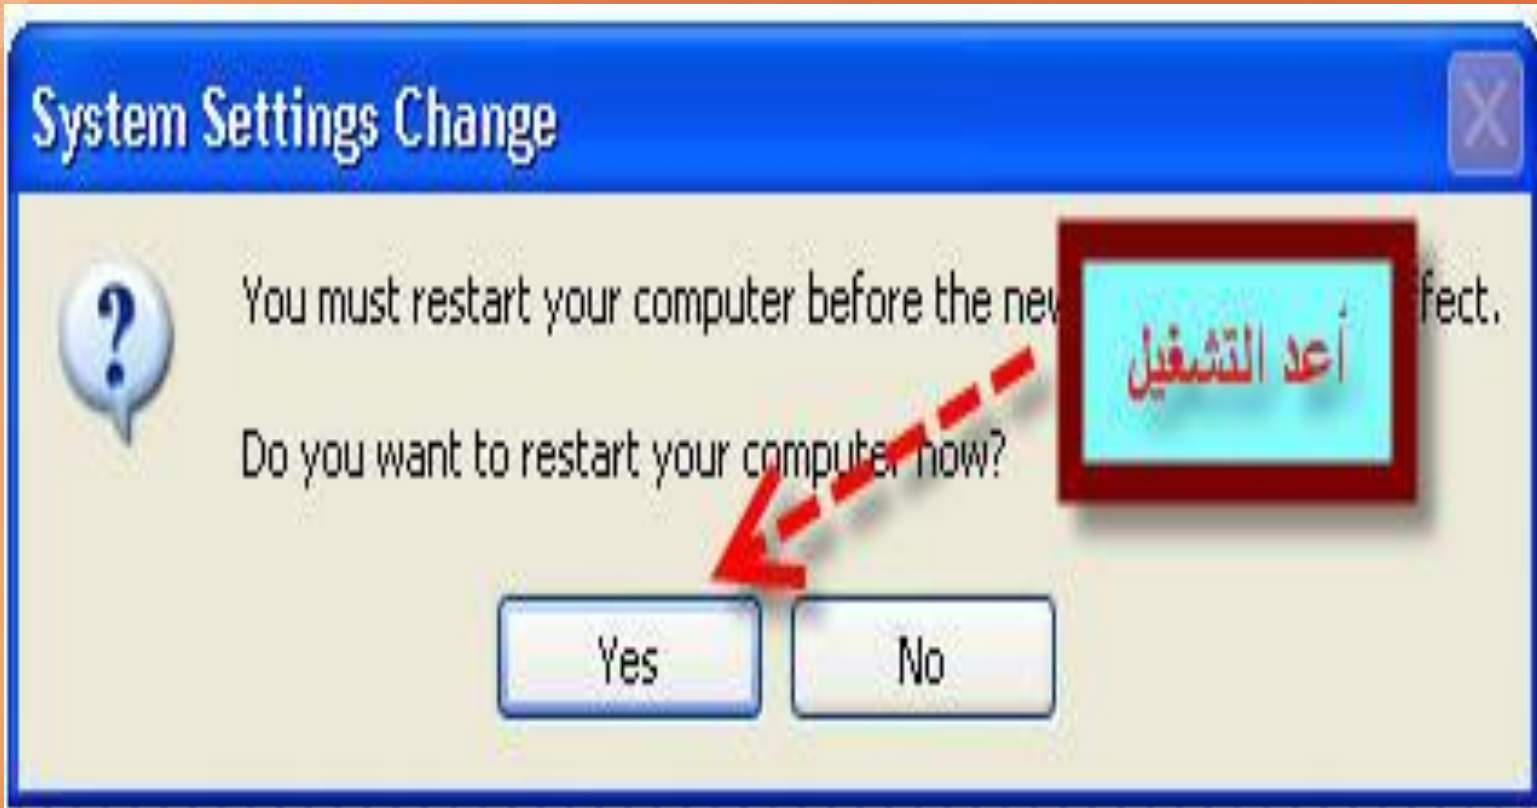 System Settings Change
You must restart your computer before the new fect.
أعد التشغيل
Do you want to restart your computer now?
Yes
No